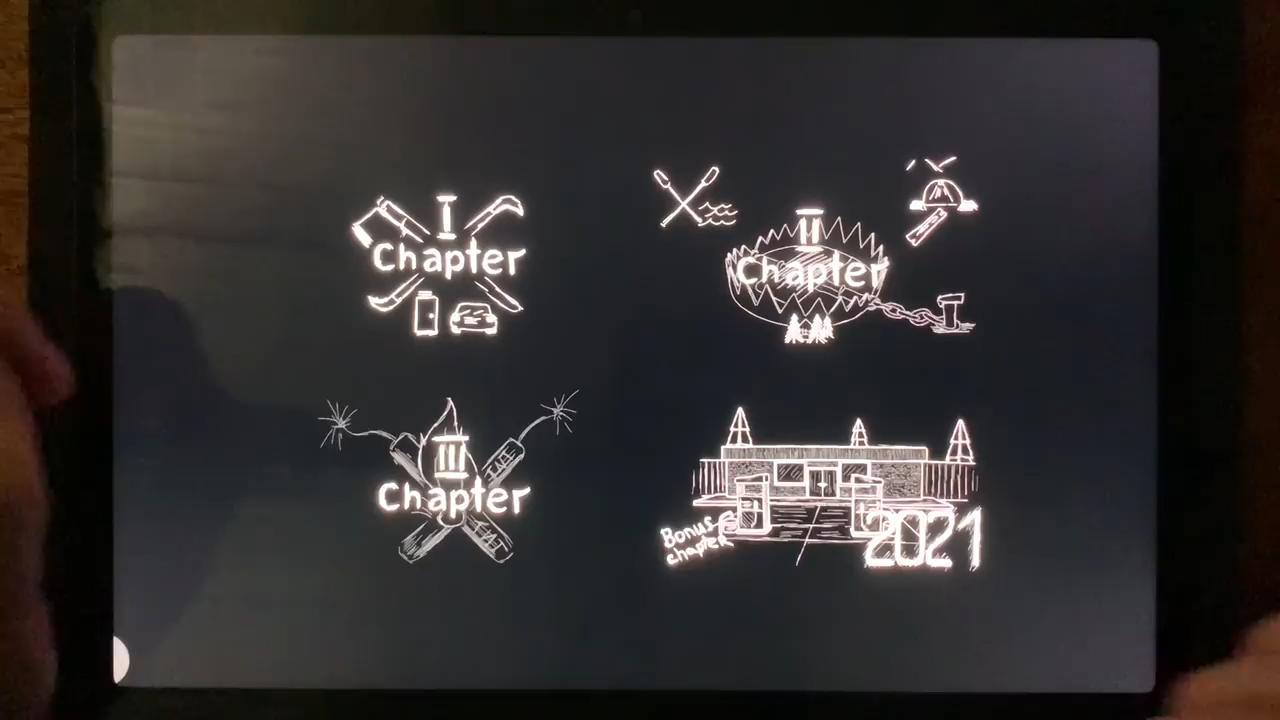 I
Chapter
II
Chapter
III
Chapter
TNT
Bonus
chapter
2021